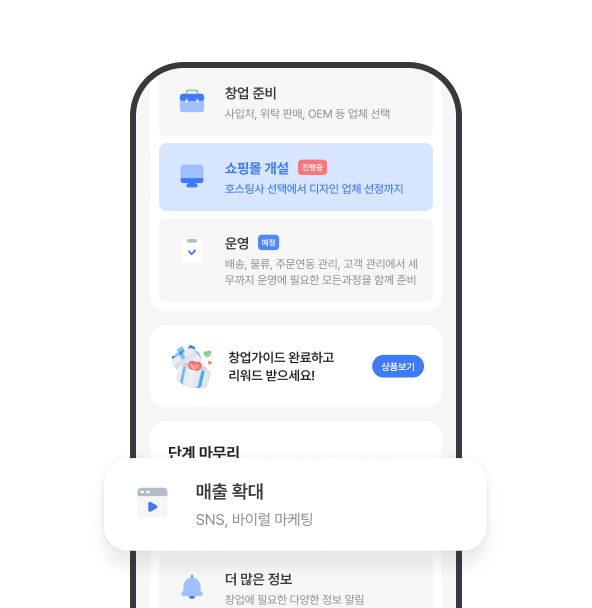 창업 준비
사입처, 위탁 판매, OEM 등 업체 선택
쇼핑몰 개설 진행중
호스팅사 선택에서 디자인 업체 선정까지
운영 예정
배송, 물류, 주문연동 관리, 고객 관리에서 세
무까지 운영에 필요한 모든과정을 함께 준비
창업가이드 완료하고
리워드 받으세요!
상품보기
단계 마무리
매출 확대
SNS, 바이럴 마케팅
더 많은 정보
창업에 필요한 다양한 정보 알림